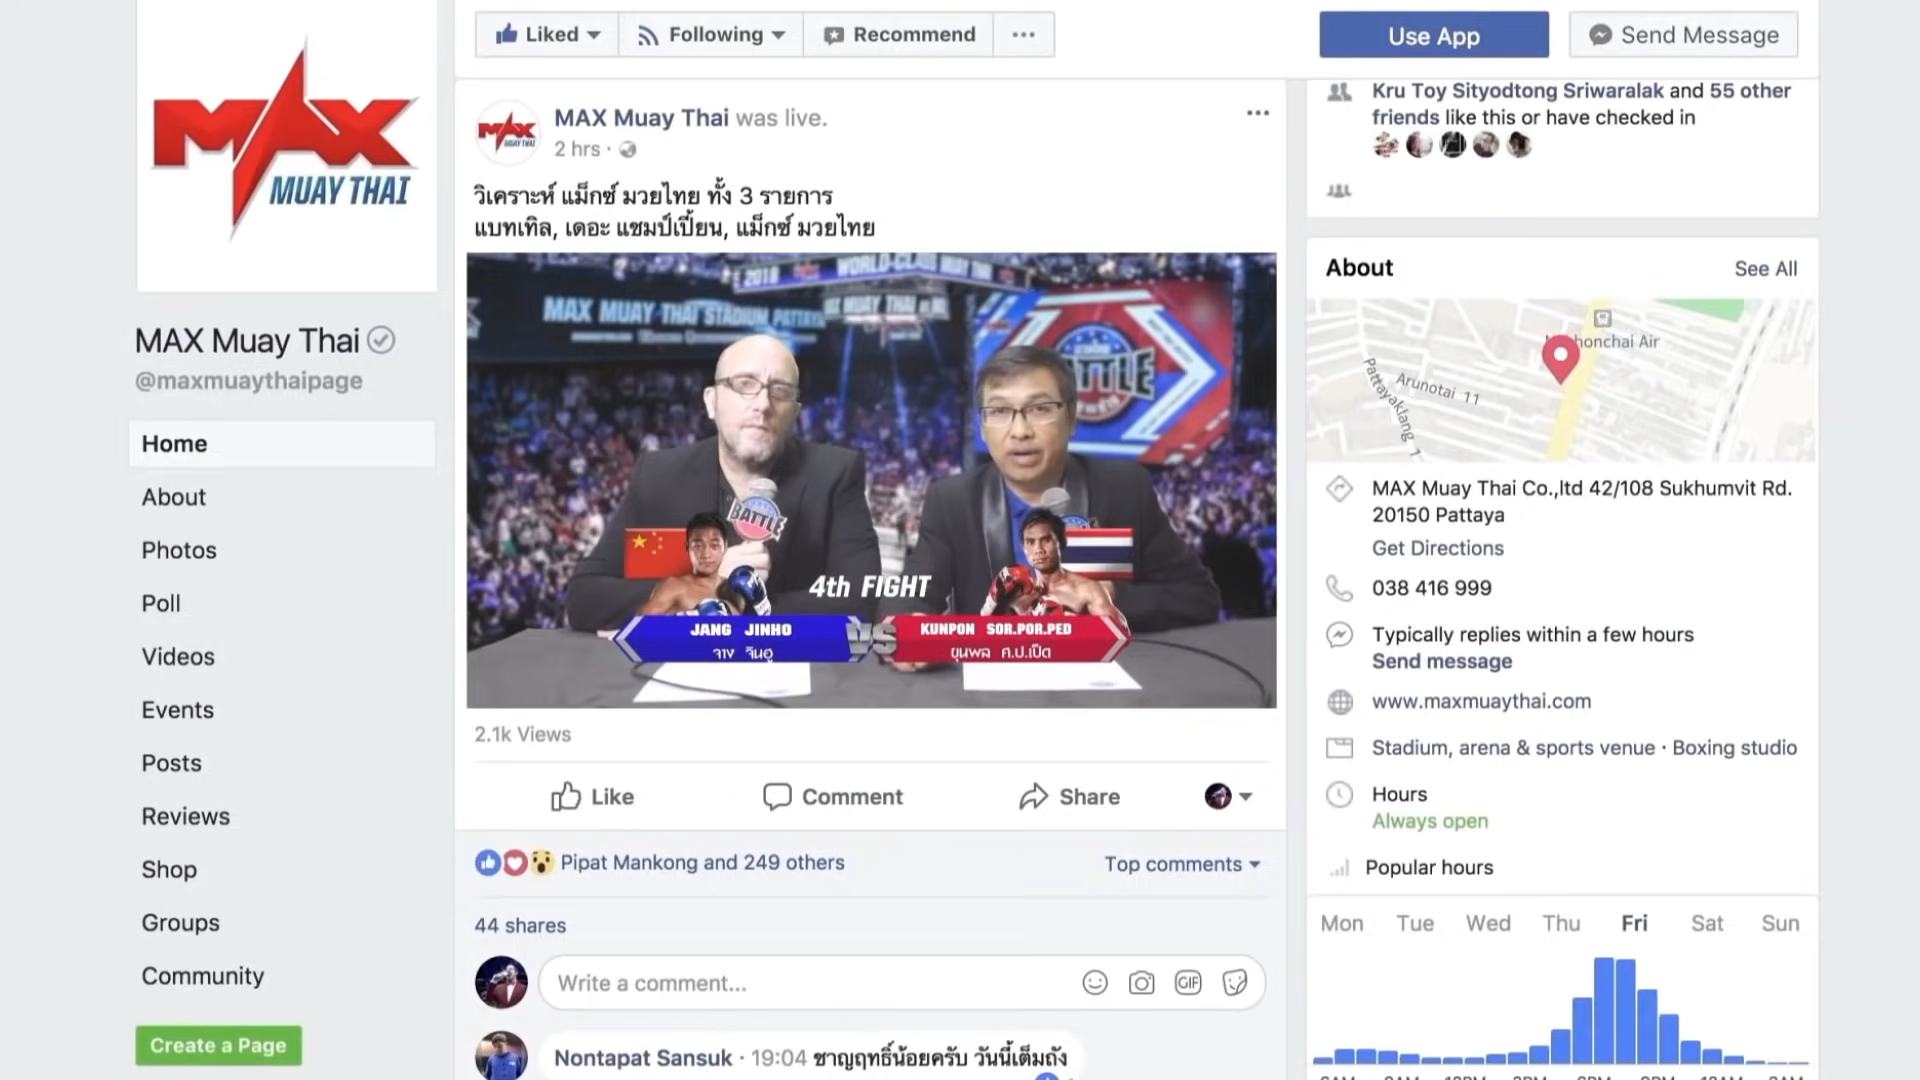 MAX
MUAY THAI
MAX Muay Thai
@maxmuaythaipage
Home
About
Photos
Poll
Videos
Events
Posts
Reviews
Shop
Groups
Community
Create a Page
Liked
Following
Recommend
Use App
Send Message
MAX Muay Thai was live.
2 hrs ·
วิเคราะห์ แม็กซ์ มวยไทย ทั้ง 3 รายการ
แบทเทิล, เดอะ แชมป์เปี้ยน, แม็กซ์ มวยไทย
2018 WORLD-CLASS MUAY THAI
MAX MUAY THAI STADIUM PATTAYA
BATTLE
4th FIGHT
JANG JINHO
จาง จินฮู
VS
KUNPON SOR.POR.PED
ขุนพล ศ.ป.เป็ด
2.1k Views
Like
Comment
Share
Pipat Mankong and 249 others
Top comments
44 shares
Write a comment...
GIF
Nontapat Sansuk · 19:04 ชาญฤทธิ์น้อยครับ วันนี้เต็มถัง
Kru Toy Sityodtong Sriwaralak and 55 other
friends like this or have checked in
About
See All
honchai Air
Arunotai 11
Pattayaklang 1
MAX Muay Thai Co.,ltd 42/108 Sukhumvit Rd.
20150 Pattaya
Get Directions
038 416 999
Typically replies within a few hours
Send message
www.maxmuaythai.com
Stadium, arena & sports venue · Boxing studio
Hours
Always open
Popular hours
Mon Tue Wed Thu Fri Sat Sun